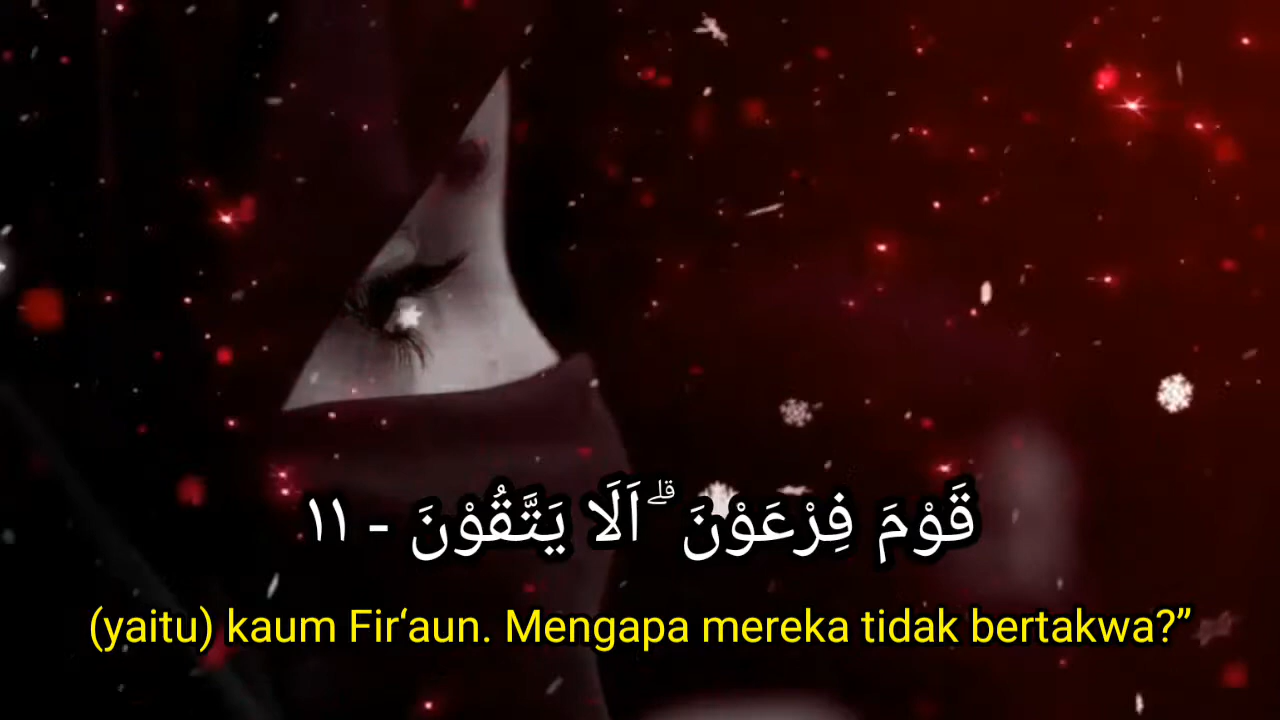 قَوْمَ فِرْعَوْنَ ۗاَلَا يَتَّقُوْنَ - ١١
(yaitu) kaum Fir‘aun. Mengapa mereka tidak bertakwa?”